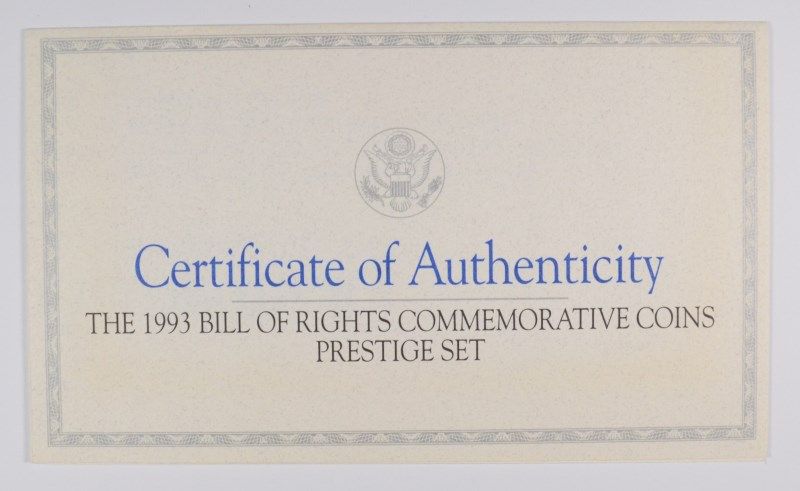 Certificate of Authenticity
THE 1993 BILL OF RIGHTS COMMEMORATIVE COINS
PRESTIGE SET